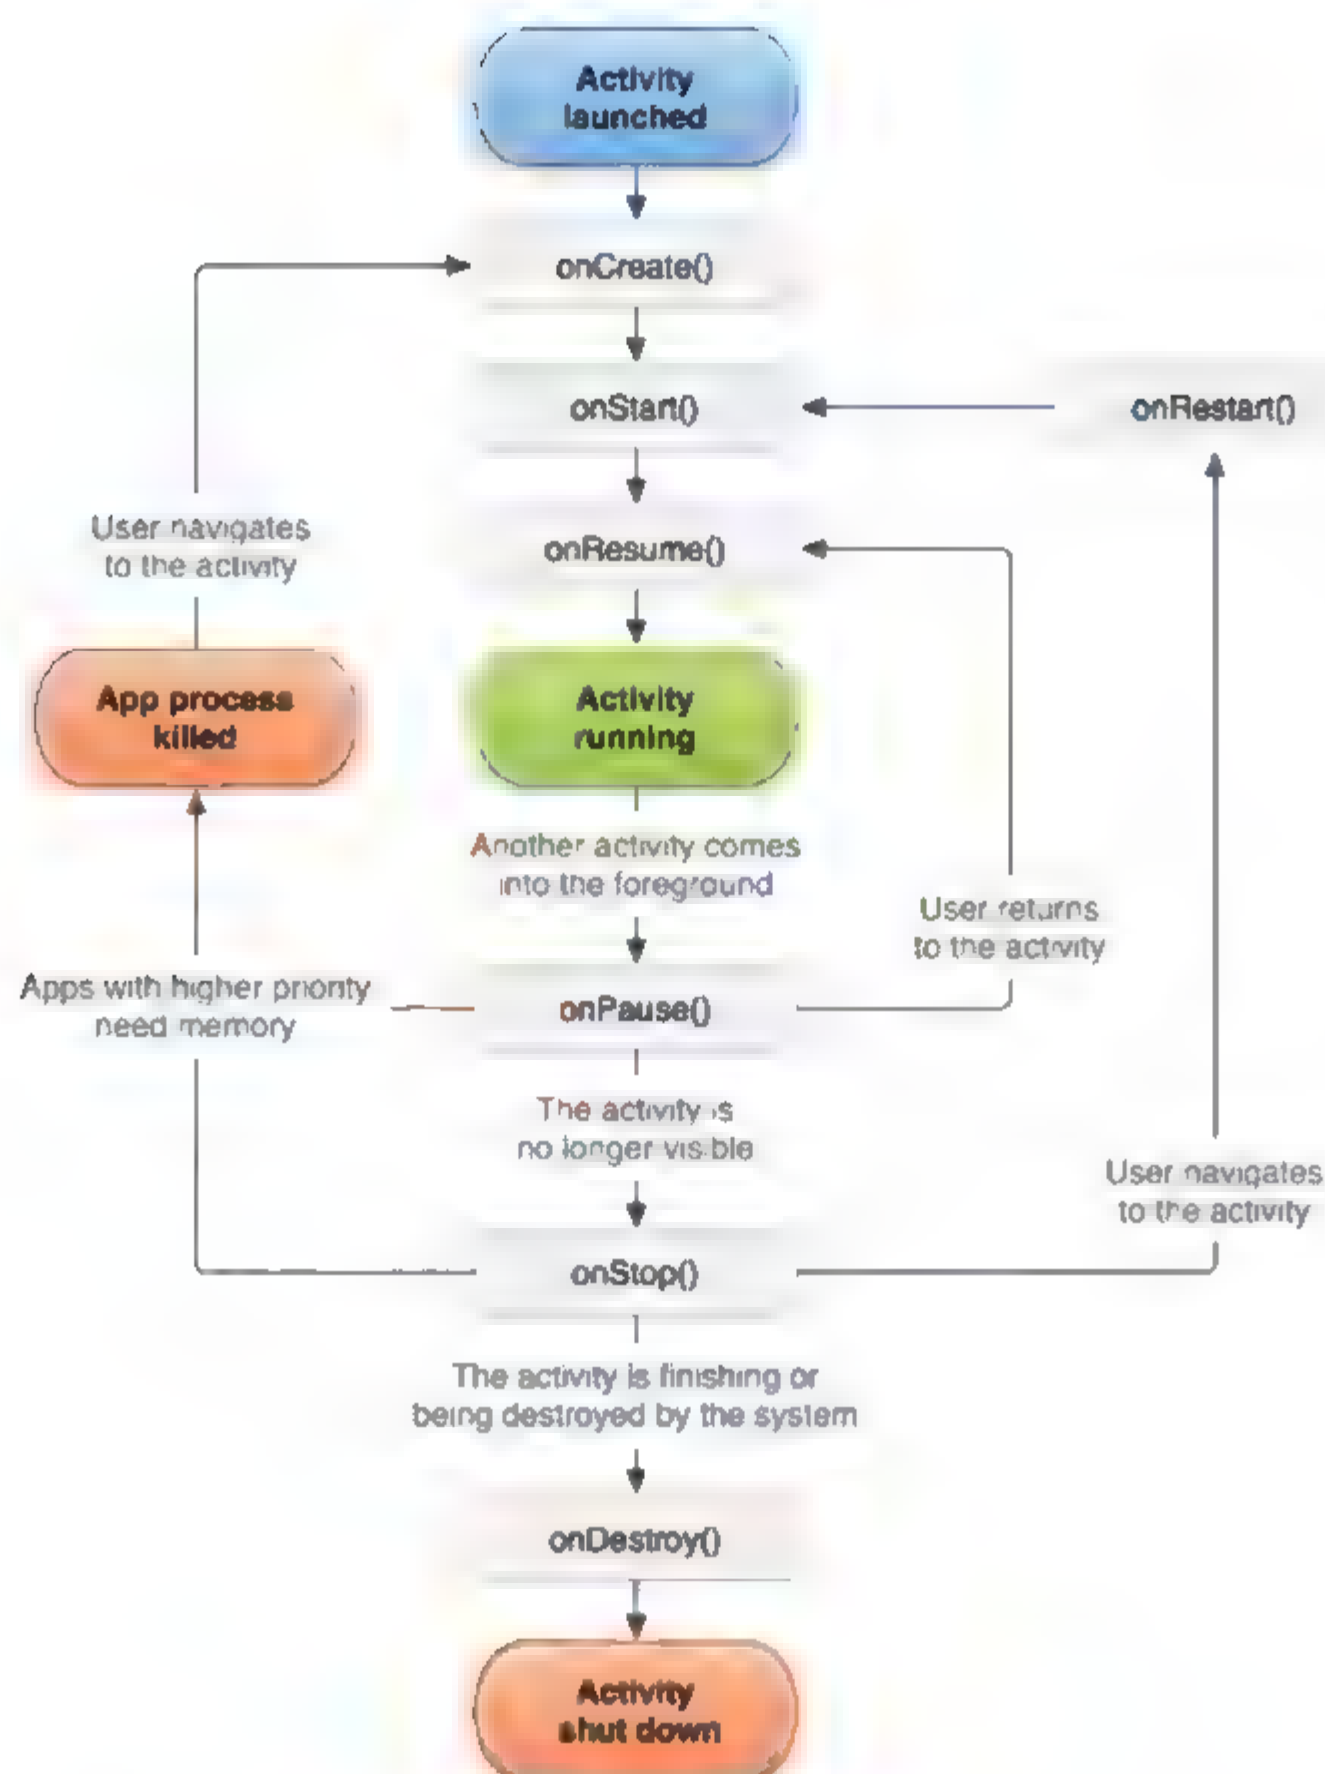 Activity
launched
onCreate()
onStart()
onRestart()
User navigates
to the activity
onResume()
App process
killed
Activity
running
Another activity comes
into the foreground
User returns
to the activity
Apps with higher priority
need memory
onPause()
The activity is
no longer visible
User navigates
to the activity
onStop()
The activity is finishing or
being destroyed by the system
onDestroy()
Activity
shut down